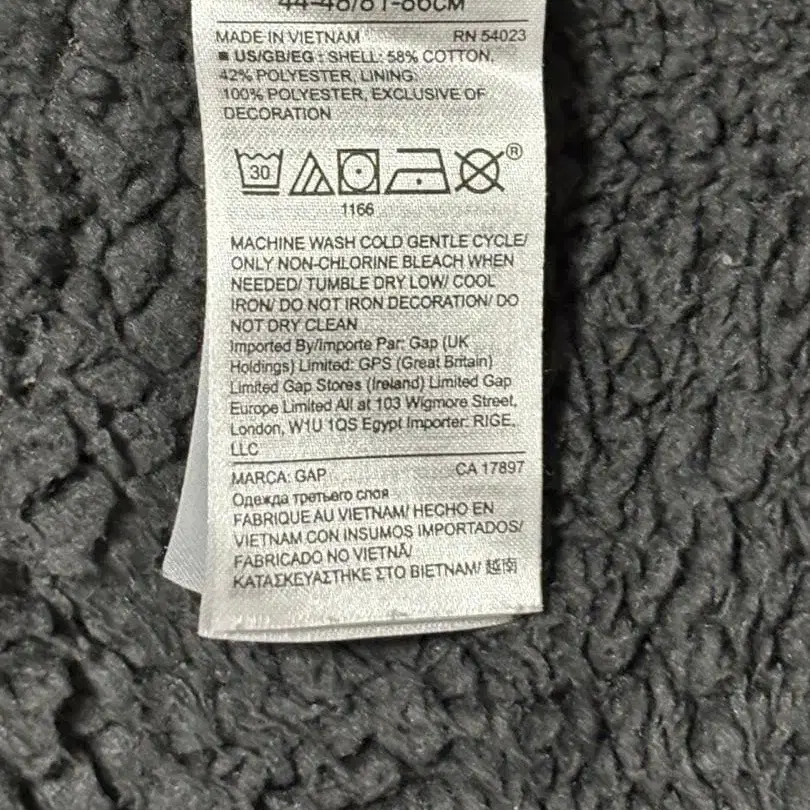 44-48/81-86CM
MADE IN VIETNAM RN 54023
■ US/GB/EG : SHELL: 58% COTTON,
42% POLYESTER, LINING:
100% POLYESTER, EXCLUSIVE OF
DECORATION
30
®
1166
MACHINE WASH COLD GENTLE CYCLE/
ONLY NON-CHLORINE BLEACH WHEN
NEEDED/ TUMBLE DRY LOW/ COOL
IRON/ DO NOT IRON DECORATION/ DO
NOT DRY CLEAN
Imported By/Importe Par: Gap (UK
Holdings) Limited: GPS (Great Britain)
Limited Gap Stores (Ireland) Limited Gap
Europe Limited All at 103 Wigmore Street,
London, W1U 1QS Egypt Importer: RIGE,
LLC
MARCA: GAP CA 17897
Одежда третьего слоя
FABRIQUE AU VIETNAM/ HECHO EN
VIETNAM CON INSUMOS IMPORTADOS/
FABRICADO NO VIETNÃ/
ΚΑΤΑΣΚΕΥΑΣΤΗΚΕ ΣΤΟ ΒΙΕΤΝΑΜ/ 越南